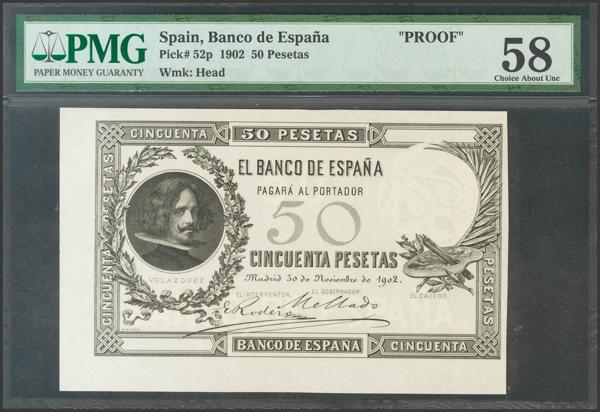 PMG
PAPER MONEY GUARANTY
Spain, Banco de España
Pick# 52p 1902 50 Pesetas
Wmk: Head
"PROOF"
58
Choice About Unc
CINCUENTA
50 PESETAS
CINCUENTA PESETAS
EL BANCO DE ESPAÑA
PAGARÁ AL PORTADOR
50
CINCUENTA PESETAS
Madrid 30 de Noviembre de 1902.
VELAZQUEZ
EL INTERVENTOR,
EL GOBERNADOR,
EL CAJERO,
Mellado
PESETAS
BANCO DE ESPAÑA
CINCUENTA